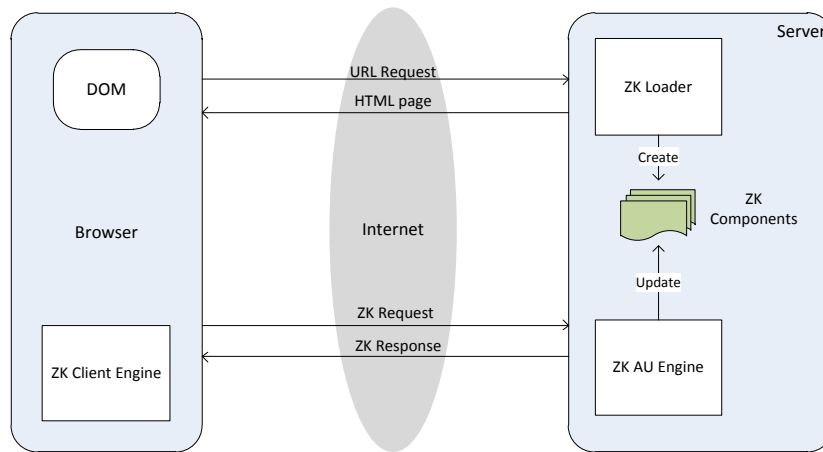 Server
DOM
URL Request
HTML page
ZK Loader
Create
ZK
Components
Browser
Internet
Update
ZK Request
ZK Response
ZK Client Engine
ZK AU Engine